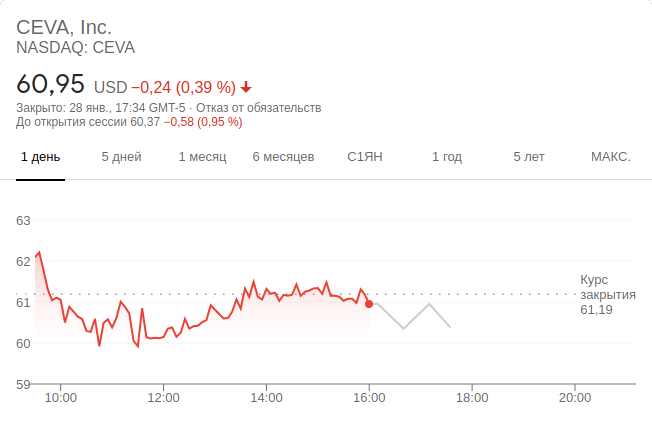 CEVA, Inc.
NASDAQ: CEVA
60,95 USD −0,24 (0,39 %)
Закрыто: 28 янв., 17:34 GMT-5 · Отказ от обязательств
До открытия сессии 60,37 −0,58 (0,95 %)
1 день 5 дней 1 месяц 6 месяцев С1ЯН 1 год 5 лет МАКС.
63
62
61
60
59
Курс
закрытия
61,19
10:00 12:00 14:00 16:00 18:00 20:00